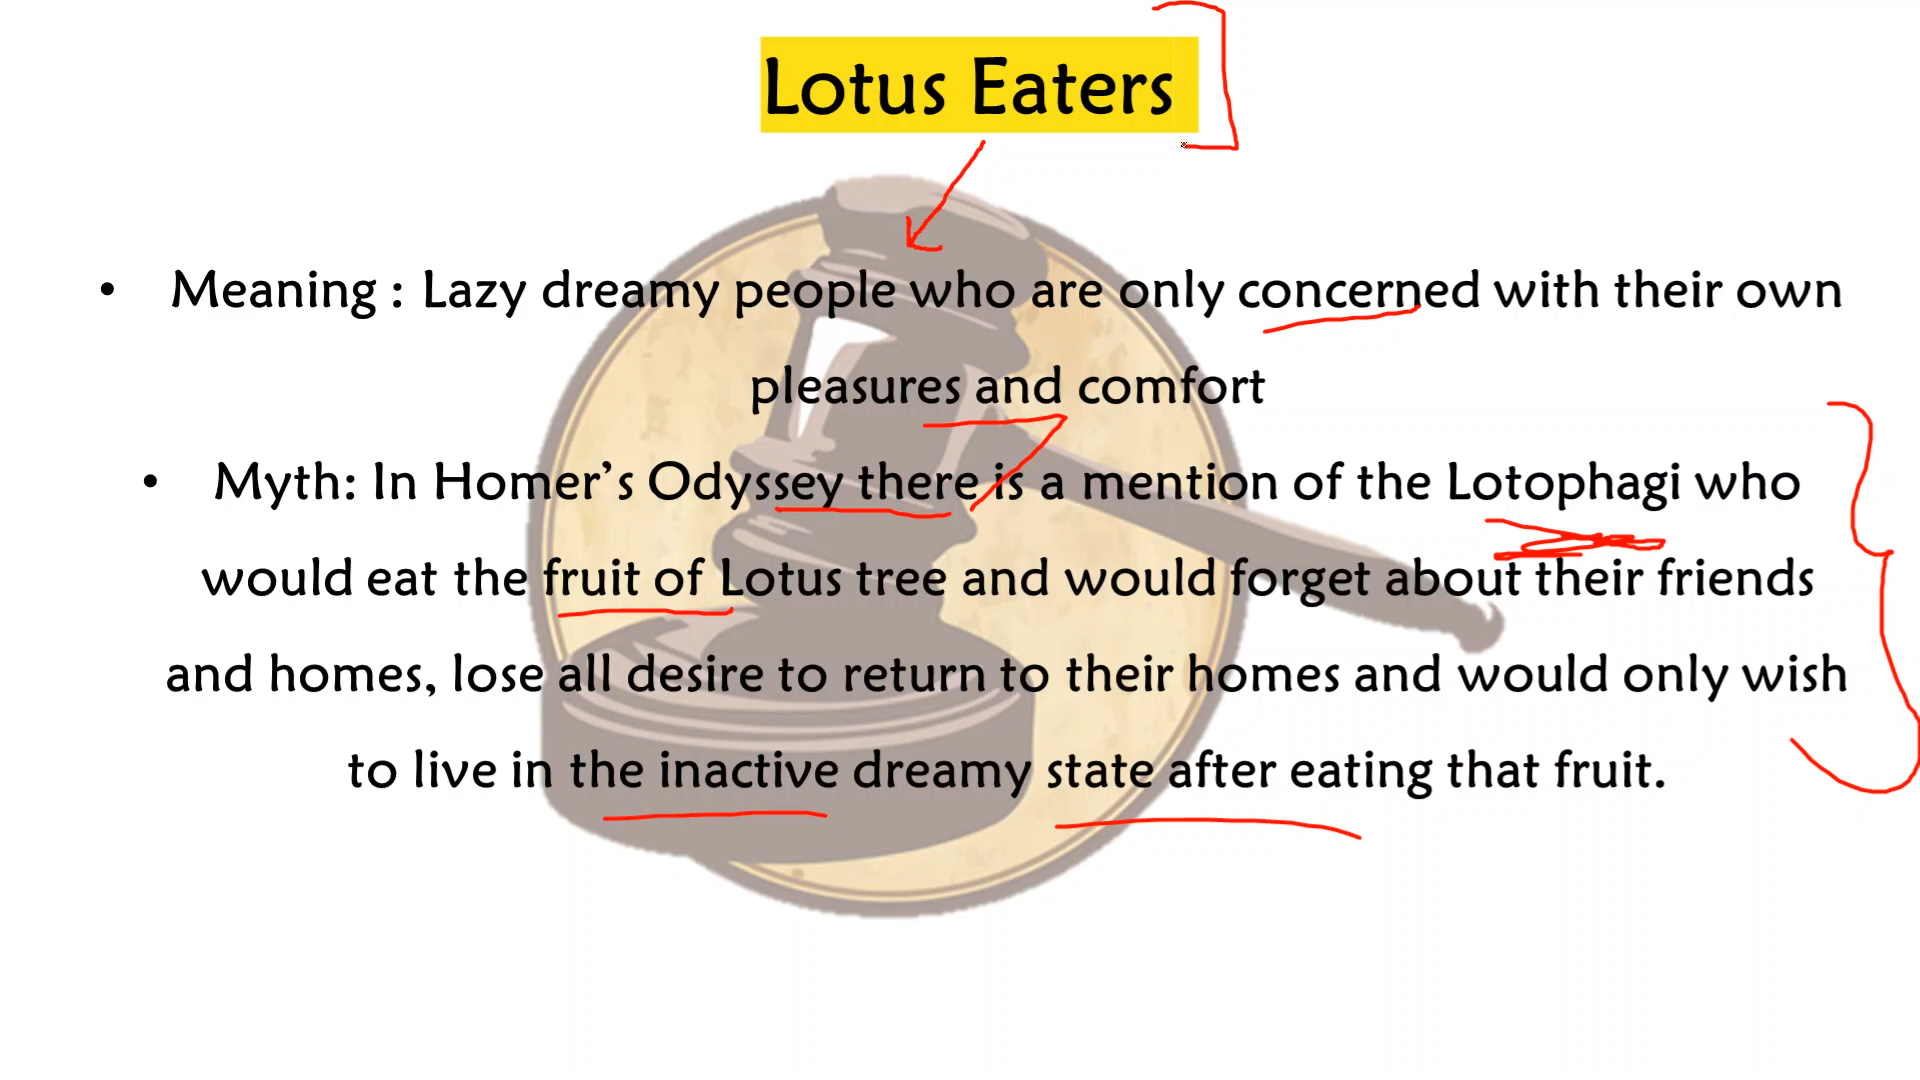 Lotus Eaters
• Meaning : Lazy dreamy people who are only concerned with their own
pleasures and comfort
• Myth: In Homer’s Odyssey there is a mention of the Lotophagi who
would eat the fruit of Lotus tree and would forget about their friends
and homes, lose all desire to return to their homes and would only wish
to live in the inactive dreamy state after eating that fruit.